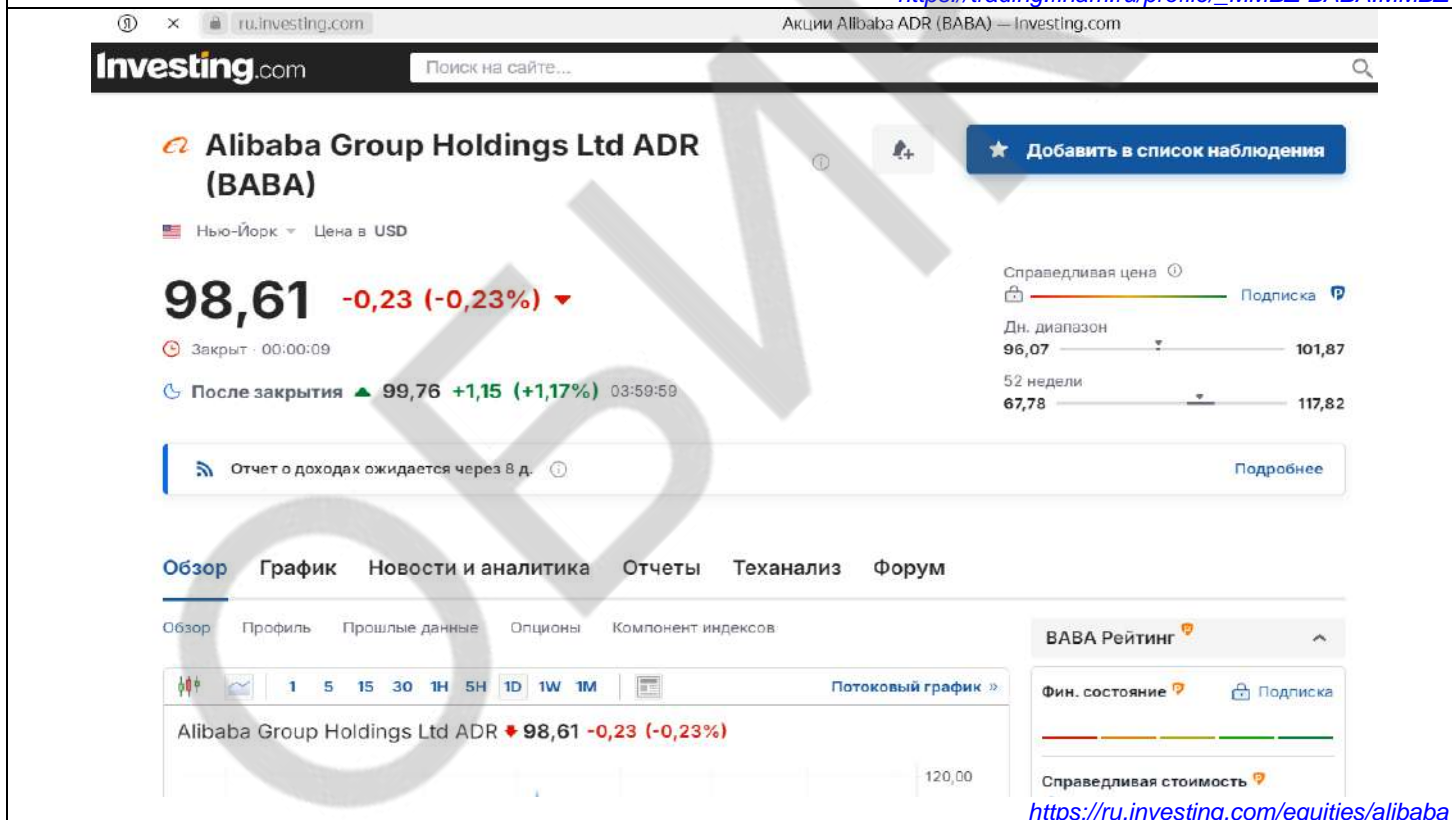 ru.investing.com
Акции Alibaba ADR (BABA) — Investing.com
Investing.com
Поиск на сайте...
Alibaba Group Holdings Ltd ADR
(BABA)
Добавить в список наблюдения
Нью-Йорк Цена в USD
98,61 -0,23 (-0,23%)
Закрыт · 00:00:09
После закрытия 99,76 +1,15 (+1,17%) 03:59:59
Справедливая цена
Подписка
Дн. диапазон
96,07 101,87
52 недели
67,78 117,82
Отчет о доходах ожидается через 8 д.
Подробнее
Обзор График Новости и аналитика Отчеты Теханализ Форум
Обзор Профиль Прошлые данные Опционы Компонент индексов
1 5 15 30 1H 5H 1D 1W 1M
Потоковый график »
Alibaba Group Holdings Ltd ADR 98,61 -0,23 (-0,23%)
120,00
BABA Рейтинг
Фин. состояние Подписка
Справедливая стоимость
https://ru.investing.com/equities/alibaba